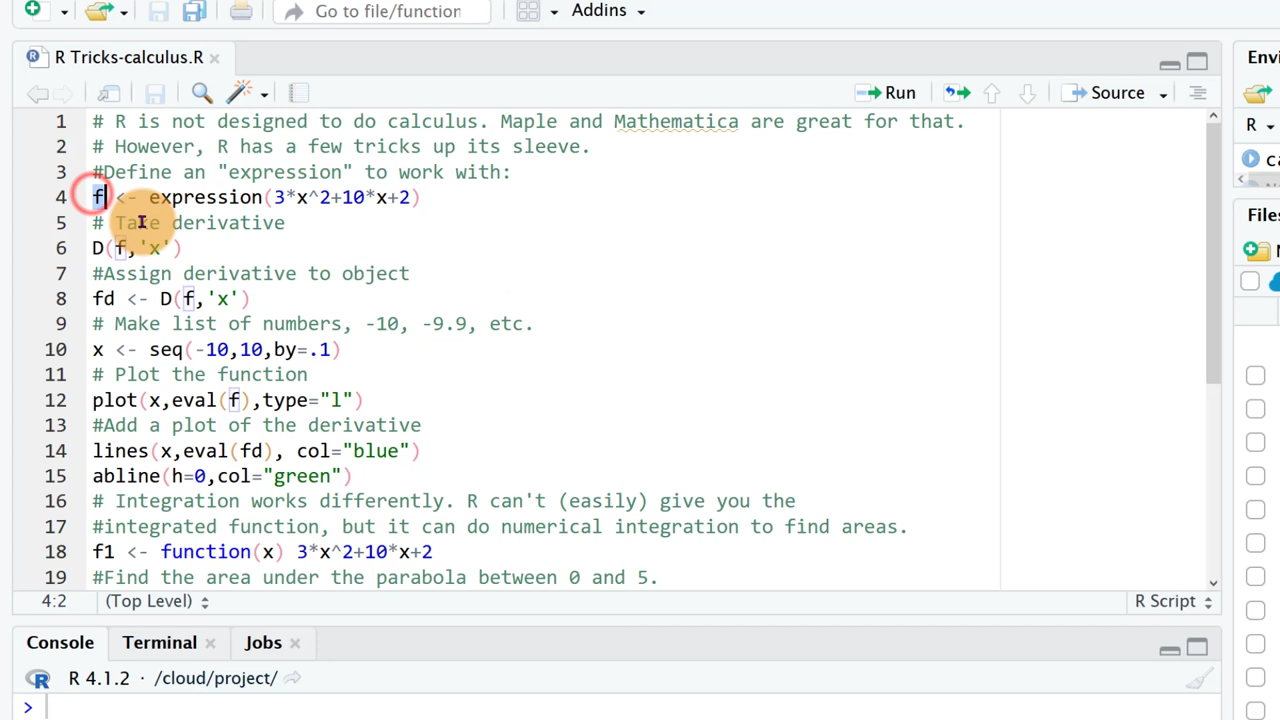 Go to file/function
Addins
R Tricks-calculus.R
Run
Source
Envi
R
1 # R is not designed to do calculus. Maple and Mathematica are great for that.
2 # However, R has a few tricks up its sleeve.
3 #Define an "expression" to work with:
4 f <- expression(3*x^2+10*x+2)
5 # Take derivative
6 D(f,'x')
7 #Assign derivative to object
8 fd <- D(f,'x')
9 # Make list of numbers, -10, -9.9, etc.
10 x <- seq(-10,10,by=.1)
11 # Plot the function
12 plot(x,eval(f),type="l")
13 #Add a plot of the derivative
14 lines(x,eval(fd), col="blue")
15 abline(h=0,col="green")
16 # Integration works differently. R can't (easily) give you the
17 #integrated function, but it can do numerical integration to find areas.
18 f1 <- function(x) 3*x^2+10*x+2
19 #Find the area under the parabola between 0 and 5.
4:2 (Top Level) R Script
Files
Console Terminal Jobs
R 4.1.2 · /cloud/project/
>